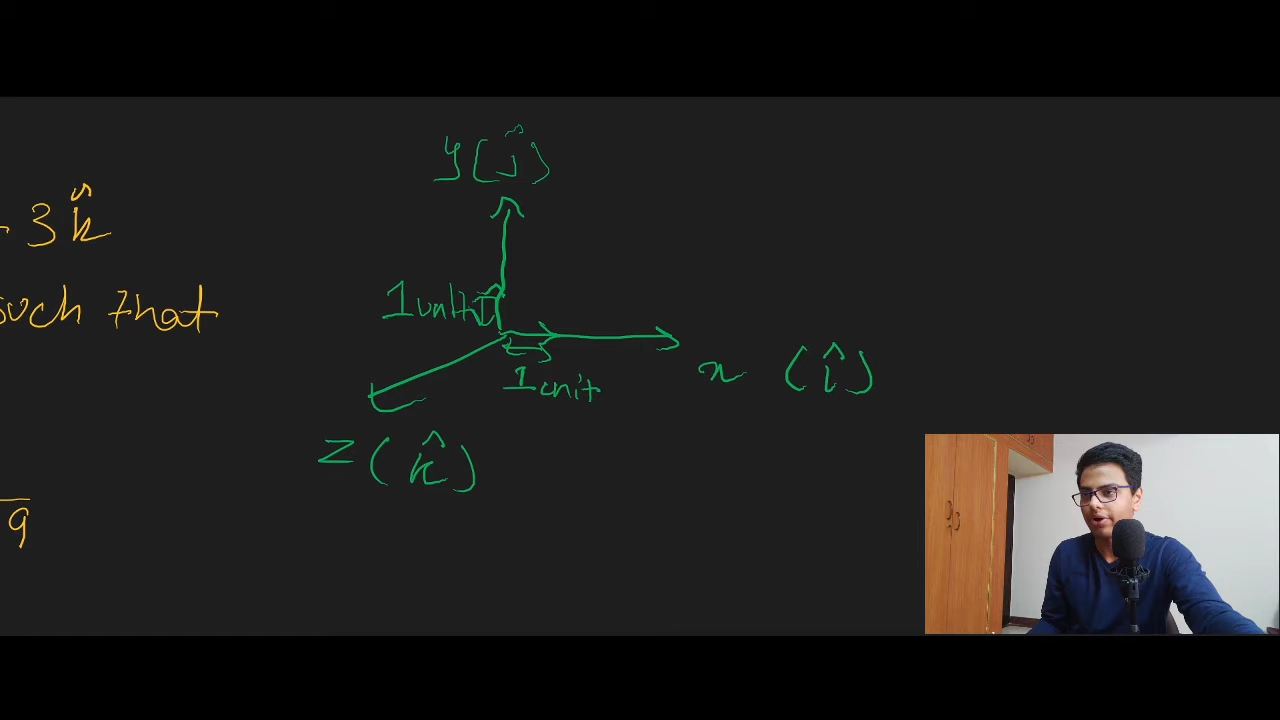 y(ĵ)
- 3k̂
such that
1unit
1unit
x (î)
z(k̂)
9